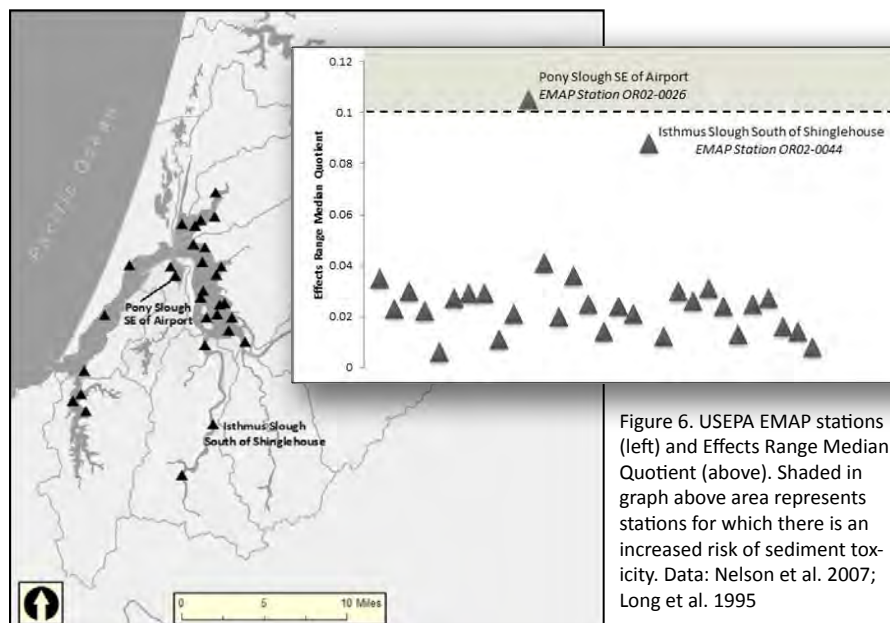 Pacific Ocean
Pony Slough
SE of Airport
Isthmus Slough
South of Shinglehouse
0 5 10 Miles
Effects Range Median Quotient
0.12
0.1
0.08
0.06
0.04
0.02
0
Pony Slough SE of Airport
EMAP Station OR02-0026
Isthmus Slough South of Shinglehouse
EMAP Station OR02-0044
Figure 6. USEPA EMAP stations
(left) and Effects Range Median
Quotient (above). Shaded in
graph above area represents
stations for which there is an
increased risk of sediment tox-
icity. Data: Nelson et al. 2007;
Long et al. 1995